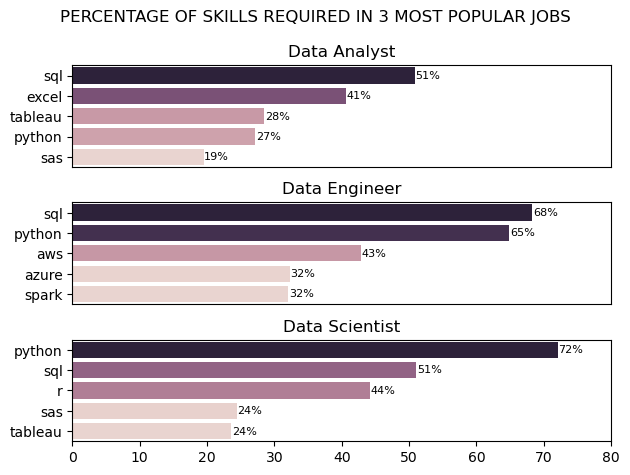 PERCENTAGE OF SKILLS REQUIRED IN 3 MOST POPULAR JOBS
Data Analyst
sql 51%
excel 41%
tableau 28%
python 27%
sas 19%
Data Engineer
sql 68%
python 65%
aws 43%
azure 32%
spark 32%
Data Scientist
python 72%
sql 51%
r 44%
sas 24%
tableau 24%
0 10 20 30 40 50 60 70 80